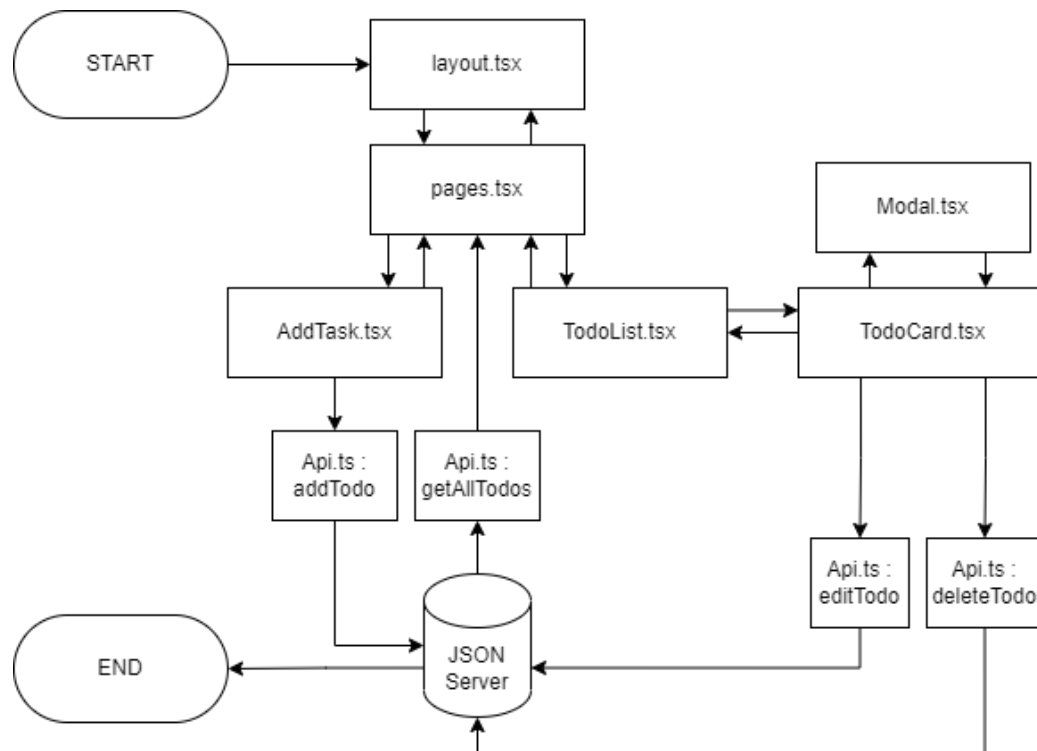 START
layout.tsx
pages.tsx
Modal.tsx
AddTask.tsx
TodoList.tsx
TodoCard.tsx
Api.ts :
addTodo
Api.ts :
getAllTodos
Api.ts :
editTodo
Api.ts :
deleteTodo
END
JSON
Server